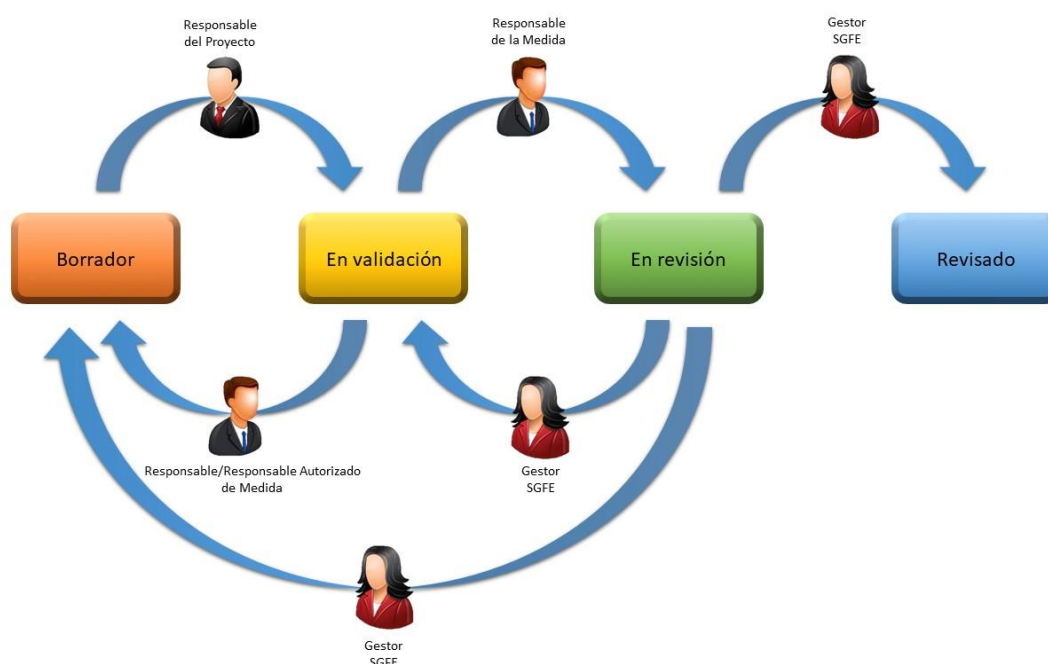 Responsable
del Proyecto
Responsable
de la Medida
Gestor
SGFE
Borrador
En validación
En revisión
Revisado
Responsable/Responsable Autorizado
de Medida
Gestor
SGFE
Gestor
SGFE